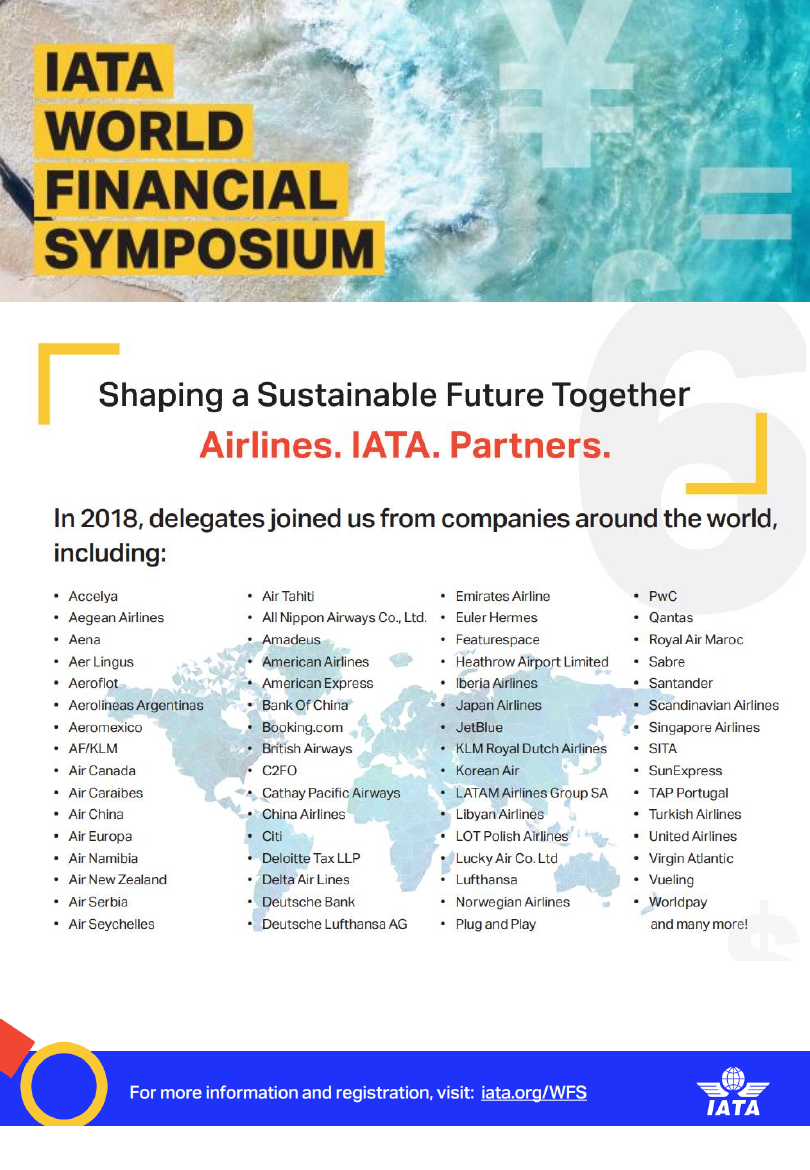 IATA
WORLD
FINANCIAL
SYMPOSIUM
¥
=
£
6
Shaping a Sustainable Future Together
Airlines. IATA. Partners.
In 2018, delegates joined us from companies around the world,
including:
• Accelya
• Aegean Airlines
• Aena
• Aer Lingus
• Aeroflot
• Aerolíneas Argentinas
• Aeromexico
• AF/KLM
• Air Canada
• Air Caraibes
• Air China
• Air Europa
• Air Namibia
• Air New Zealand
• Air Serbia
• Air Seychelles
• Air Tahiti
• All Nippon Airways Co., Ltd.
• Amadeus
• American Airlines
• American Express
• Bank Of China
• Booking.com
• British Airways
• C2FO
• Cathay Pacific Airways
• China Airlines
• Citi
• Deloitte Tax LLP
• Delta Air Lines
• Deutsche Bank
• Deutsche Lufthansa AG
• Emirates Airline
• Euler Hermes
• Featurespace
• Heathrow Airport Limited
• Iberia Airlines
• Japan Airlines
• JetBlue
• KLM Royal Dutch Airlines
• Korean Air
• LATAM Airlines Group SA
• Libyan Airlines
• LOT Polish Airlines
• Lucky Air Co. Ltd
• Lufthansa
• Norwegian Airlines
• Plug and Play
• PwC
• Qantas
• Royal Air Maroc
• Sabre
• Santander
• Scandinavian Airlines
• Singapore Airlines
• SITA
• SunExpress
• TAP Portugal
• Turkish Airlines
• United Airlines
• Virgin Atlantic
• Vueling
• Worldpay
and many more!
$
For more information and registration, visit: iata.org/WFS
IATA